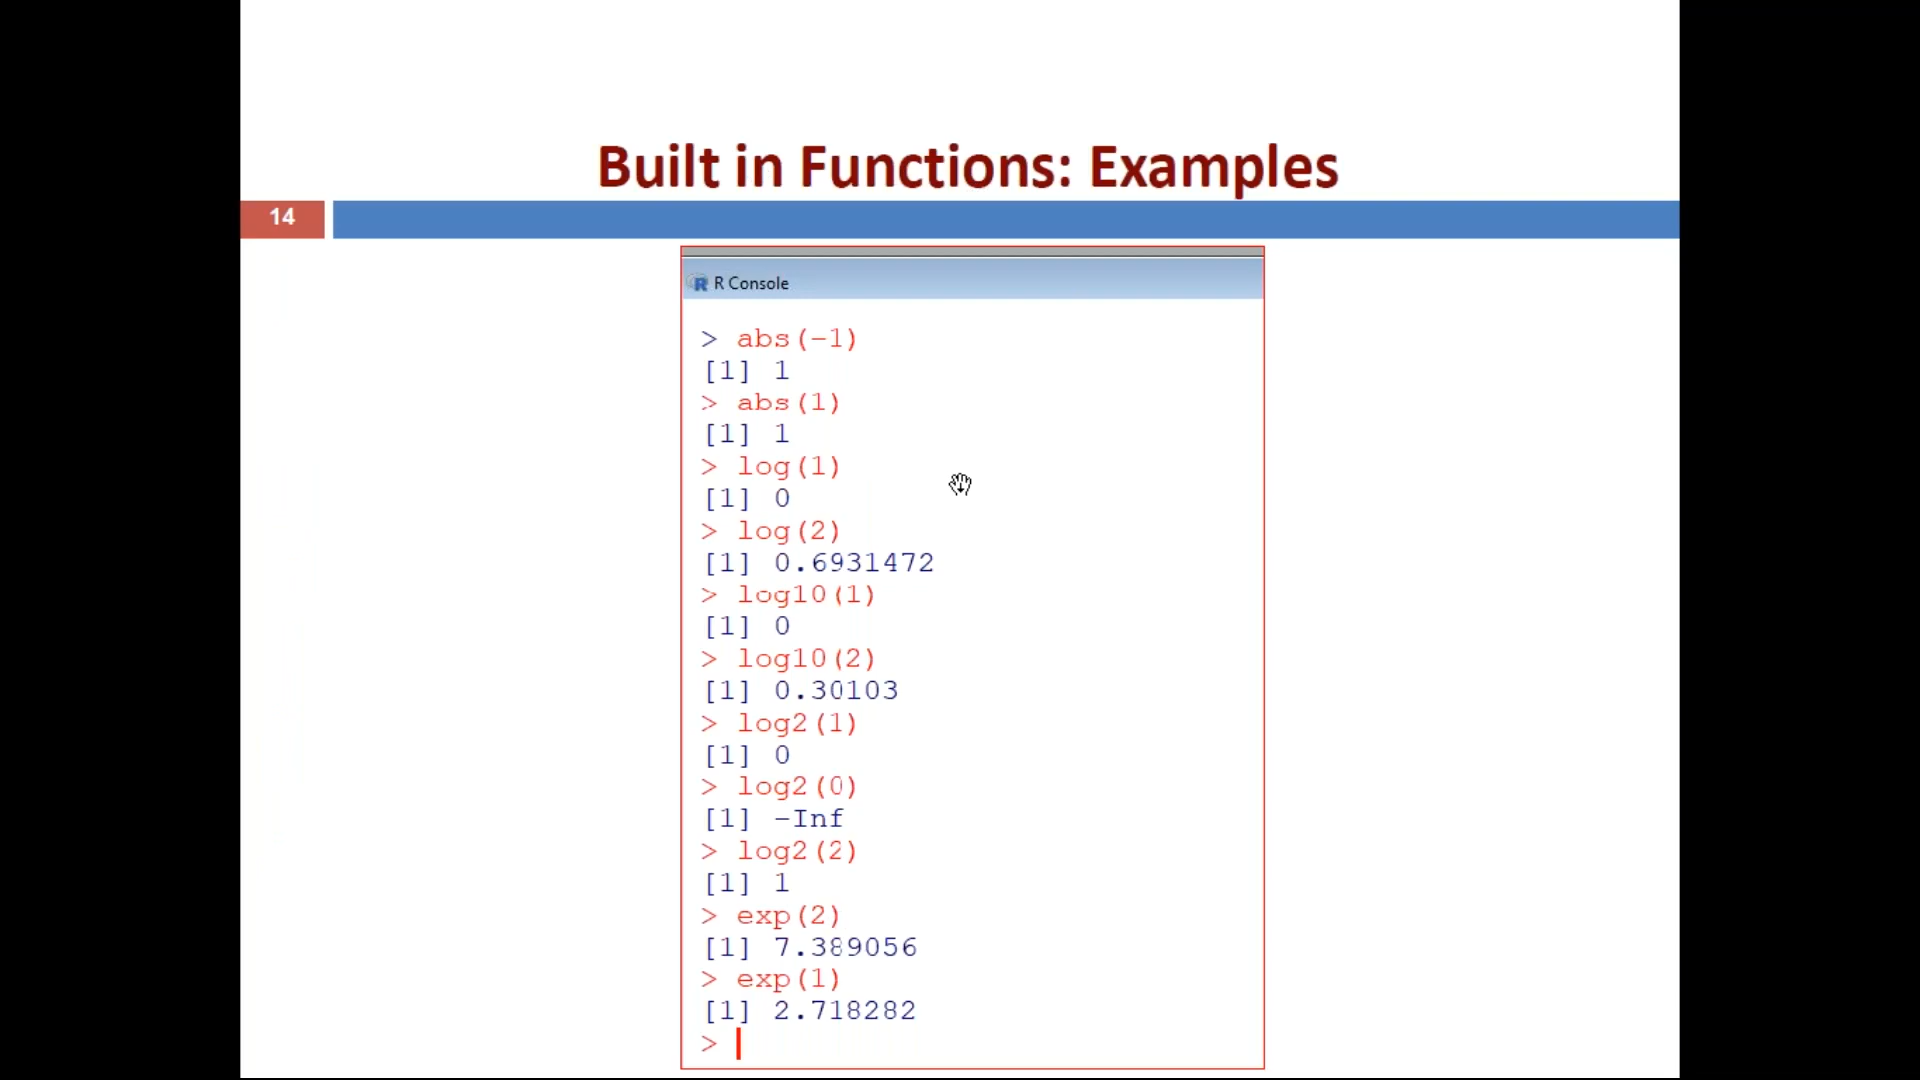 Built in Functions: Examples
14
R Console
> abs(-1)
[1] 1
> abs(1)
[1] 1
> log(1)
[1] 0
> log(2)
[1] 0.6931472
> log10(1)
[1] 0
> log10(2)
[1] 0.30103
> log2(1)
[1] 0
> log2(0)
[1] -Inf
> log2(2)
[1] 1
> exp(2)
[1] 7.389056
> exp(1)
[1] 2.718282
>